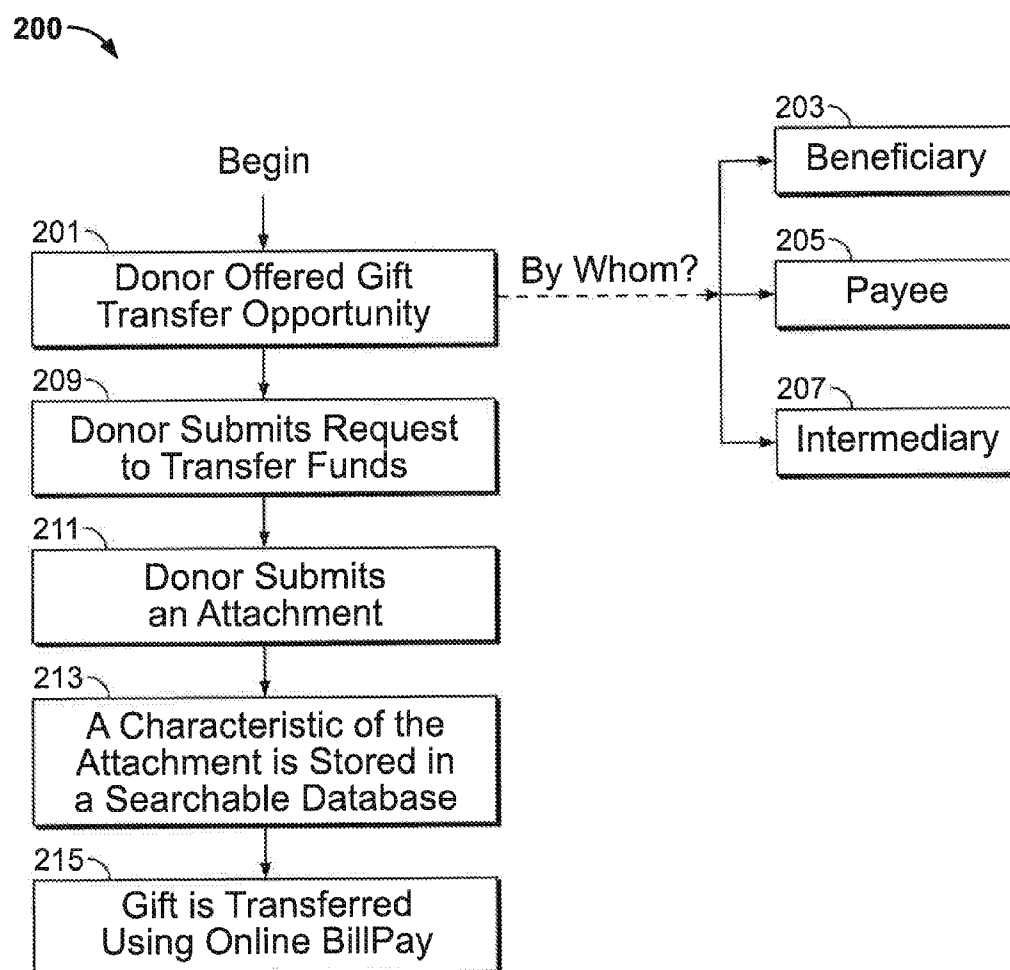 200
Begin
201
Donor Offered Gift
Transfer Opportunity
By Whom?
203
Beneficiary
205
Payee
207
Intermediary
209
Donor Submits Request
to Transfer Funds
211
Donor Submits
an Attachment
213
A Characteristic of the
Attachment is Stored in
a Searchable Database
215
Gift is Transferred
Using Online BillPay